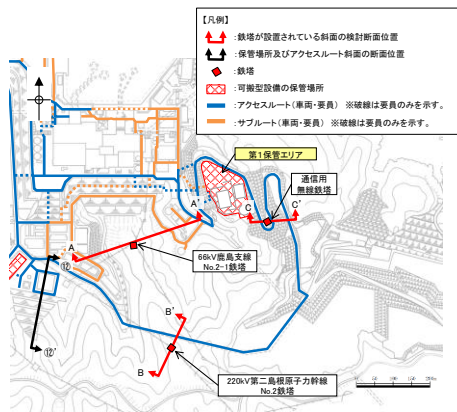 【凡例】
:鉄塔が設置されている斜面の検討断面位置
:保管場所及びアクセスルート斜面の断面位置
:鉄塔
:可搬型設備の保管場所
:アクセスルート（車両・要員） ※破線は要員のみを示す。
:サブルート（車両・要員） ※破線は要員のみを示す。
第1保管エリア
通信用
無線鉄塔
A'
C
C'
A
⑫
66kV鹿島支線
No.2-1鉄塔
B'
⑫'
B
220kV第二島根原子力幹線
No.2鉄塔